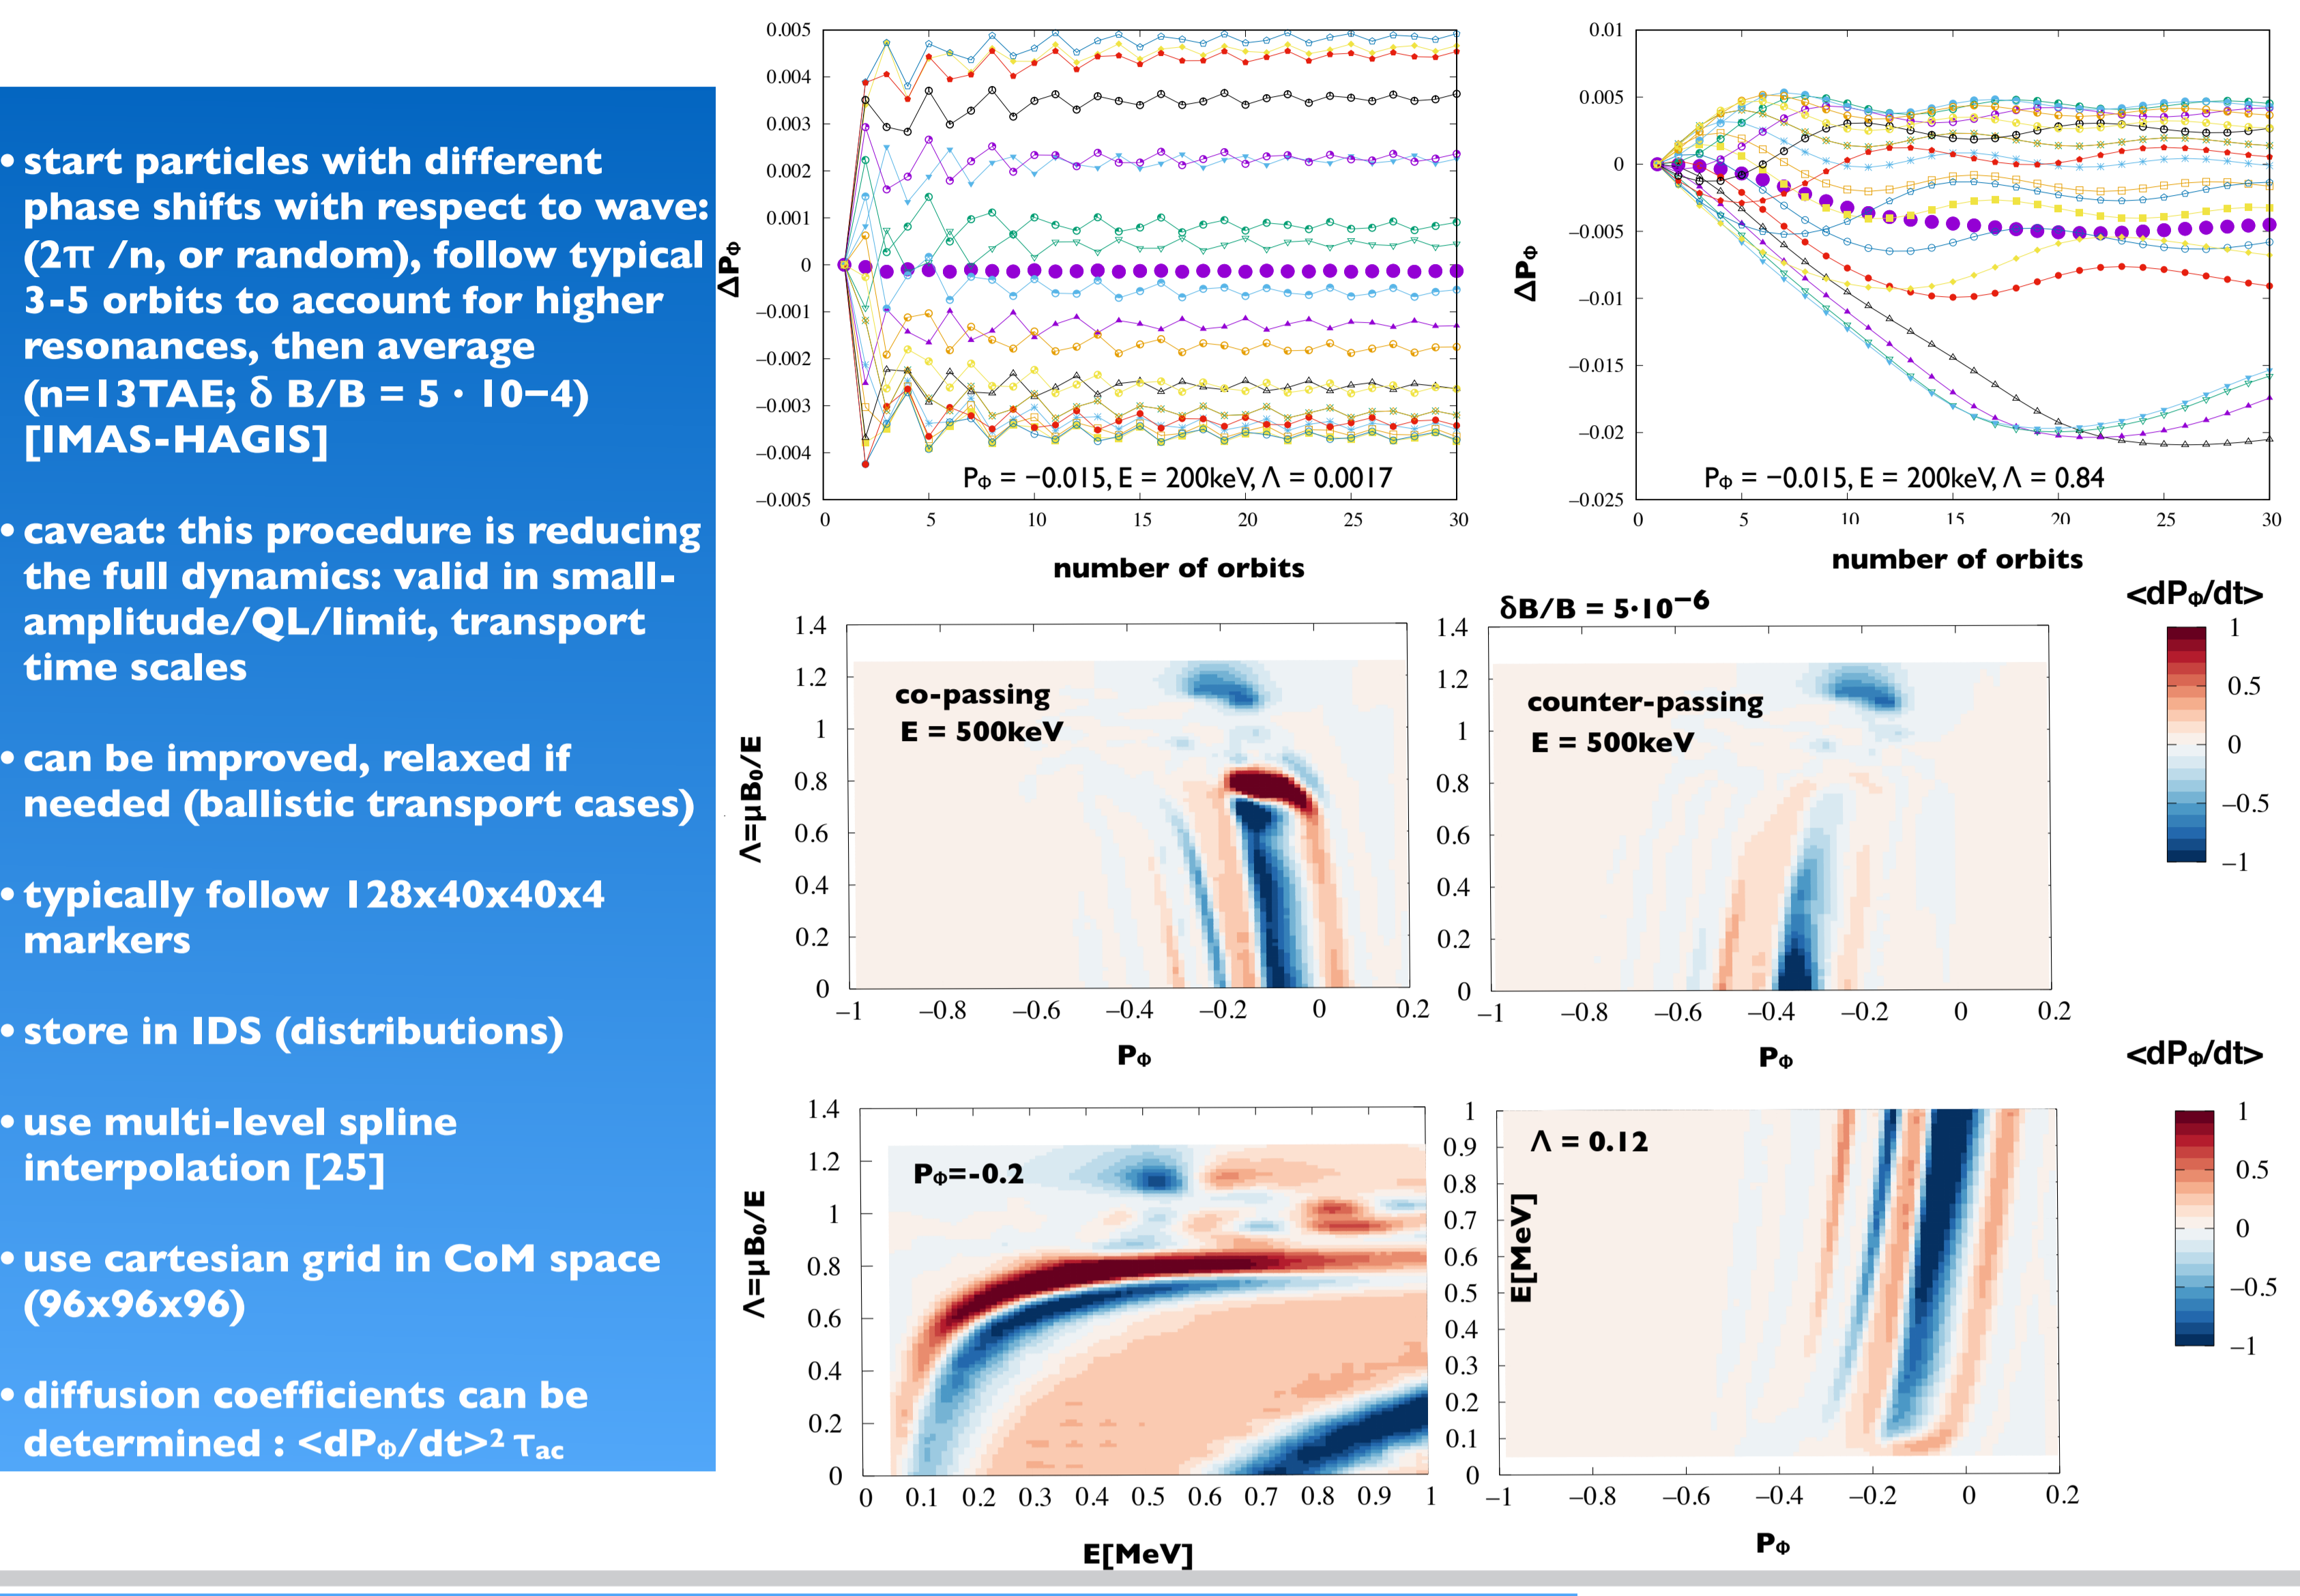 • start particles with different
phase shifts with respect to wave:
(2π /n, or random), follow typical
3-5 orbits to account for higher
resonances, then average
(n=13TAE; δ B/B = 5 · 10−4)
[IMAS-HAGIS]
• caveat: this procedure is reducing
the full dynamics: valid in small-
amplitude/QL/limit, transport
time scales
• can be improved, relaxed if
needed (ballistic transport cases)
• typically follow 128x40x40x4
markers
• store in IDS (distributions)
• use multi-level spline
interpolation [25]
• use cartesian grid in CoM space
(96x96x96)
• diffusion coefficients can be
determined : <dPΦ/dt>² τac
0.005
0.004
0.003
0.002
0.001
0
−0.001
−0.002
−0.003
−0.004
−0.005
ΔPΦ
PΦ = −0.015, E = 200keV, Λ = 0.0017
0 5 10 15 20 25 30
number of orbits
0.01
0.005
0
−0.005
−0.01
−0.015
−0.02
−0.025
ΔPΦ
PΦ = −0.015, E = 200keV, Λ = 0.84
0 5 10 15 20 25 30
number of orbits
1.4
1.2
1
0.8
0.6
0.4
0.2
0
Λ=μB₀/E
co-passing
E = 500keV
−1 −0.8 −0.6 −0.4 −0.2 0 0.2
PΦ
δB/B = 5·10⁻⁶
1.4
1.2
1
0.8
0.6
0.4
0.2
0
counter-passing
E = 500keV
−1 −0.8 −0.6 −0.4 −0.2 0 0.2
PΦ
<dPΦ/dt>
1
0.5
0
−0.5
−1
1.4
1.2
1
0.8
0.6
0.4
0.2
0
Λ=μB₀/E
PΦ=-0.2
0 0.1 0.2 0.3 0.4 0.5 0.6 0.7 0.8 0.9 1
E[MeV]
1
0.9
0.8
0.7
0.6
0.5
0.4
0.3
0.2
0.1
0
E[MeV]
Λ = 0.12
−1 −0.8 −0.6 −0.4 −0.2 0 0.2
PΦ
<dPΦ/dt>
1
0.5
0
−0.5
−1